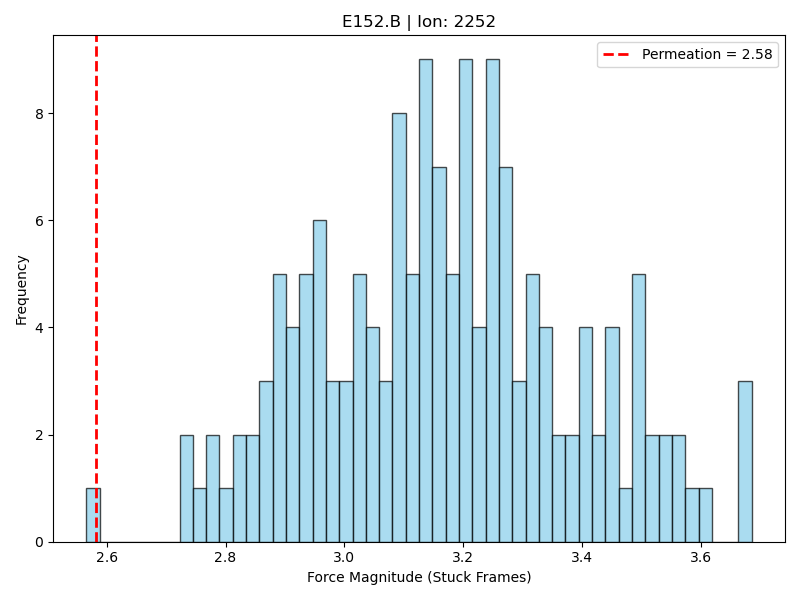 E152.B | Ion: 2252
Permeation = 2.58
Frequency
8
6
4
2
0
2.6 2.8 3.0 3.2 3.4 3.6
Force Magnitude (Stuck Frames)